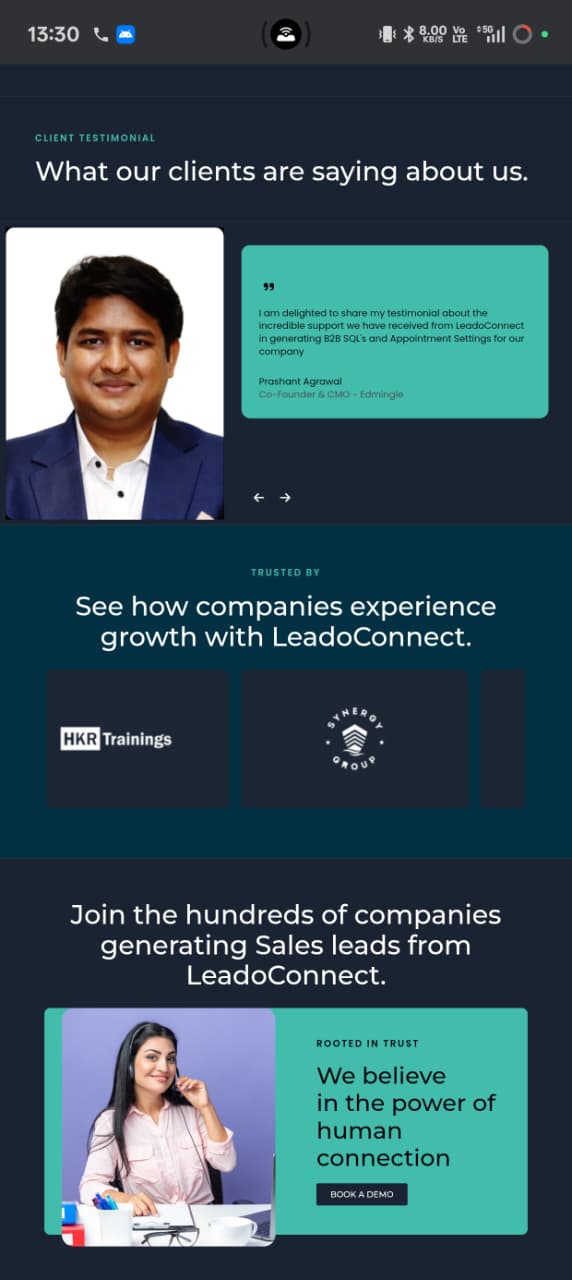 13:30
8.00 KB/S
Vo LTE
5G
CLIENT TESTIMONIAL
What our clients are saying about us.
❞
I am delighted to share my testimonial about the
incredible support we have received from LeadoConnect
in generating B2B SQL's and Appointment Settings for our
company
Prashant Agrawal
Co-Founder & CMO - Edmingle
TRUSTED BY
See how companies experience
growth with LeadoConnect.
HKR Trainings
SYNERGY
GROUP
Join the hundreds of companies
generating Sales leads from
LeadoConnect.
ROOTED IN TRUST
We believe
in the power of
human
connection
BOOK A DEMO